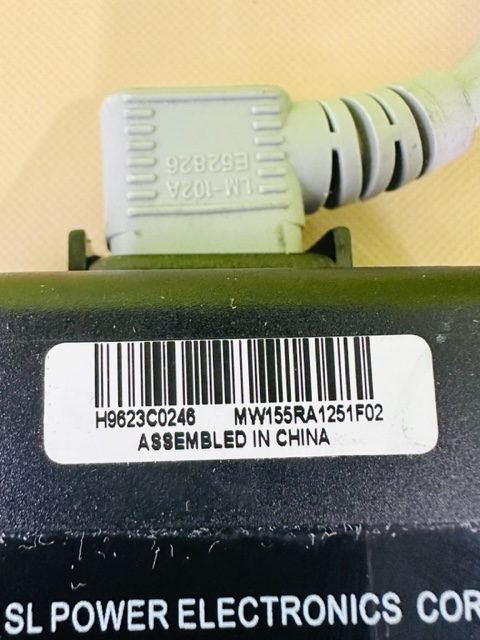 LM-102A
E52826
H9623C0246 MW155RA1251F02
ASSEMBLED IN CHINA
SL POWER ELECTRONICS COR